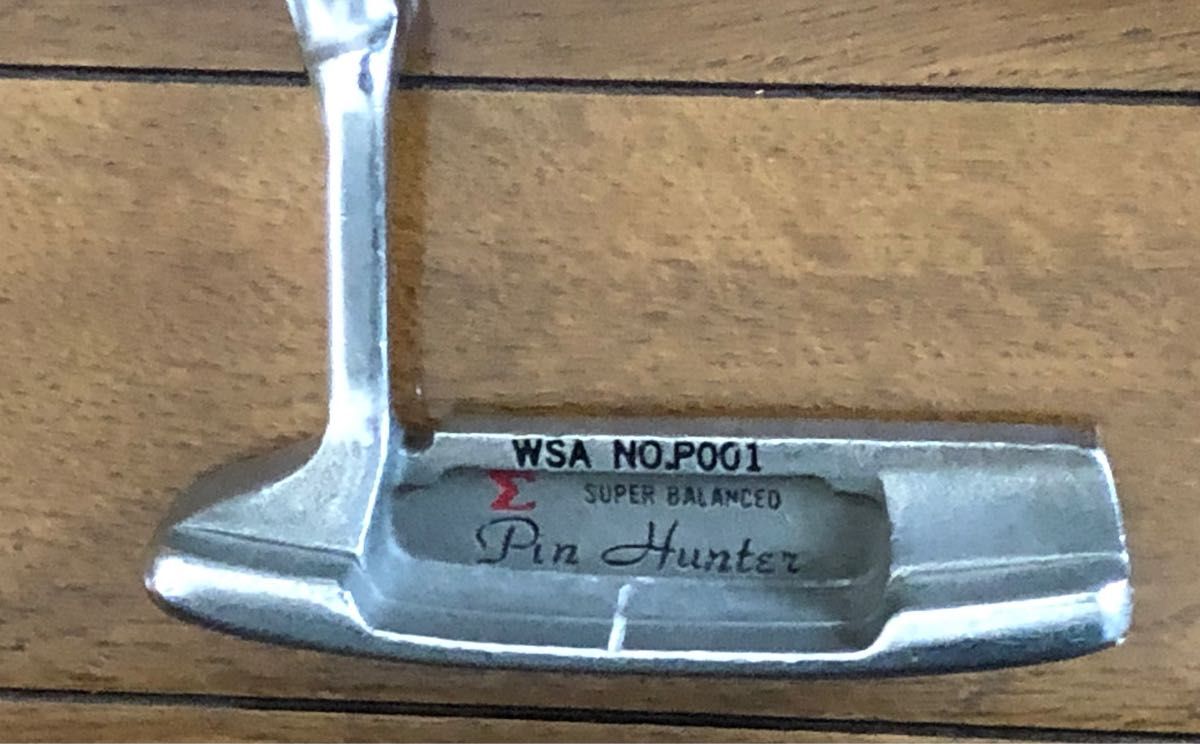 WSA NO.P001
Σ SUPER BALANCED
Pin Hunter